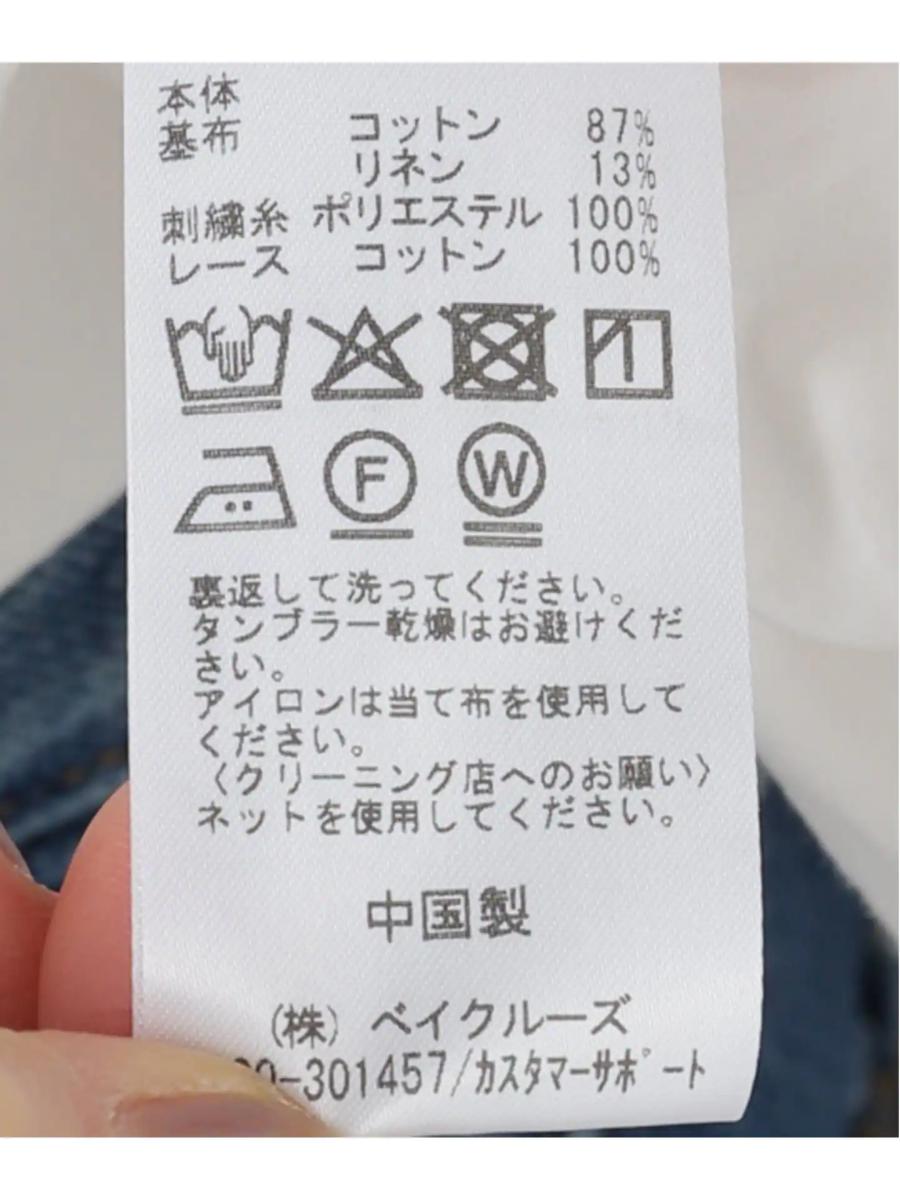 本体
基布 コットン 87%
リネン 13%
刺繍糸 ポリエステル 100%
レース コットン 100%
F W
裏返して洗ってください。
タンブラー乾燥はお避けくだ
さい。
アイロンは当て布を使用して
ください。
〈クリーニング店へのお願い〉
ネットを使用してください。
中国製
(株) ベイクルーズ
-301457/カスタマーサポート